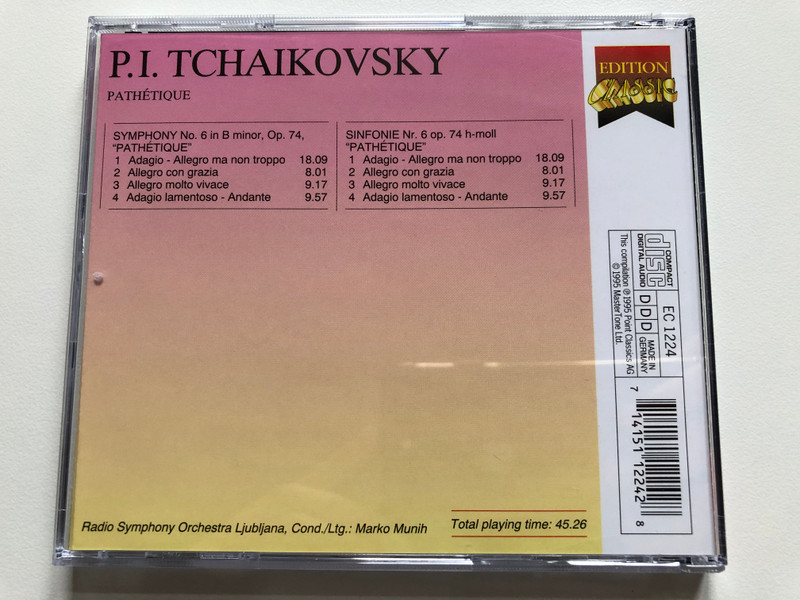 P.I. TCHAIKOVSKY
PATHÉTIQUE
SYMPHONY No. 6 in B minor, Op. 74,
"PATHÉTIQUE"
1 Adagio - Allegro ma non troppo 18.09
2 Allegro con grazia 8.01
3 Allegro molto vivace 9.17
4 Adagio lamentoso - Andante 9.57
SINFONIE Nr. 6 op. 74 h-moll
"PATHÉTIQUE"
1 Adagio - Allegro ma non troppo 18.09
2 Allegro con grazia 8.01
3 Allegro molto vivace 9.17
4 Adagio lamentoso - Andante 9.57
Radio Symphony Orchestra Ljubljana, Cond./Ltg.: Marko Munih
Total playing time: 45.26
EDITION
Classic
COMPACT
disc
DIGITAL AUDIO
EC 1224
DDD
MADE IN
GERMANY
This compilation ℗ 1995 Point Classics AG
© 1995 MasterTone Ltd.
7 14151 12242 8